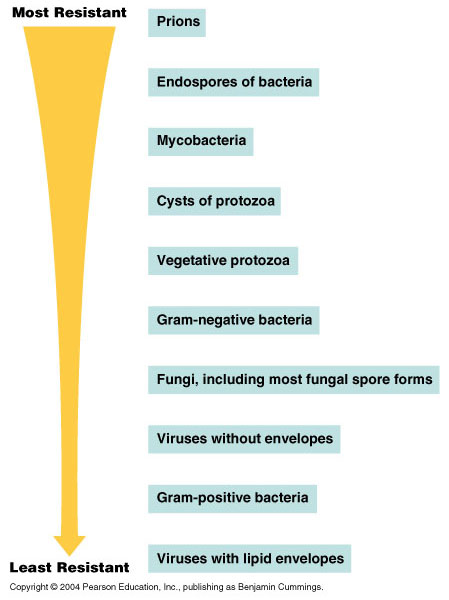 Most Resistant
Prions
Endospores of bacteria
Mycobacteria
Cysts of protozoa
Vegetative protozoa
Gram-negative bacteria
Fungi, including most fungal spore forms
Viruses without envelopes
Gram-positive bacteria
Viruses with lipid envelopes
Least Resistant
Copyright © 2004 Pearson Education, Inc., publishing as Benjamin Cummings.